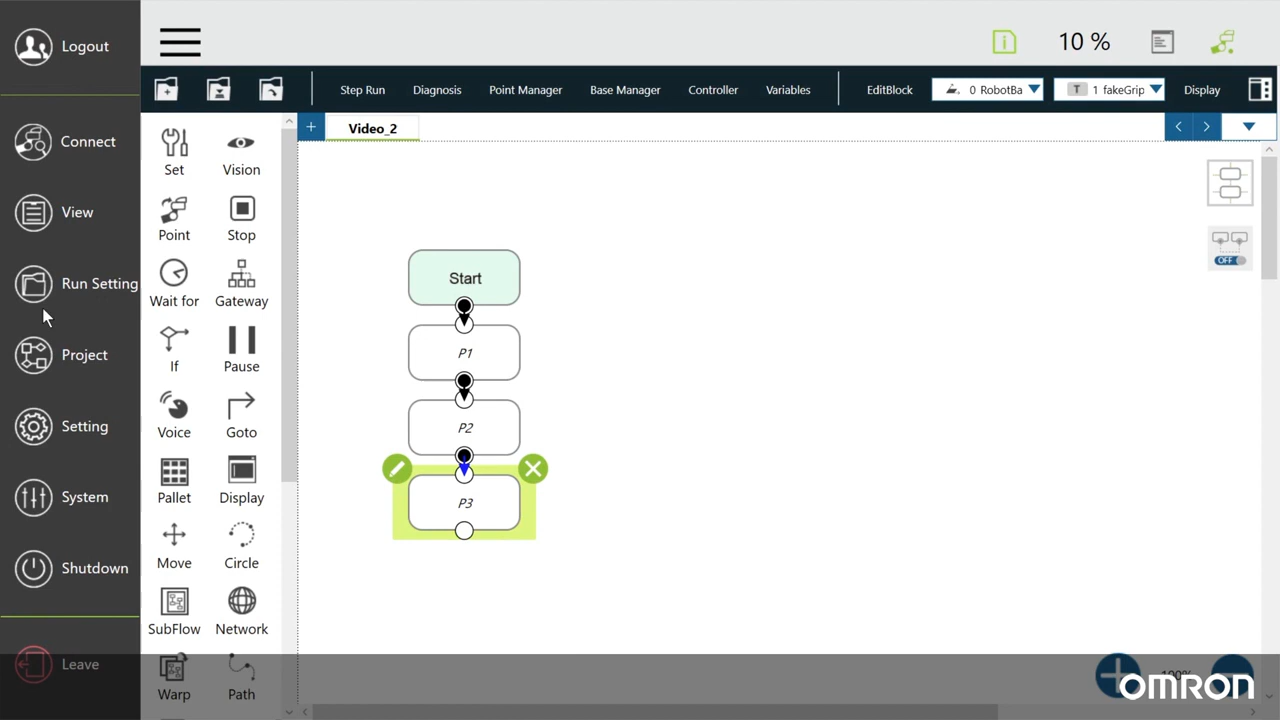 Logout
10 %
Step Run
Diagnosis
Point Manager
Base Manager
Controller
Variables
EditBlock
0 RobotBa
T 1 fakeGrip
Display
Connect
View
Run Setting
Project
Setting
System
Shutdown
Leave
Set
Vision
Point
Stop
Wait for
Gateway
If
Pause
Voice
Goto
Pallet
Display
Move
Circle
SubFlow
Network
Warp
Path
Video_2
Start
P1
P2
P3
OFF
100%
OMRON